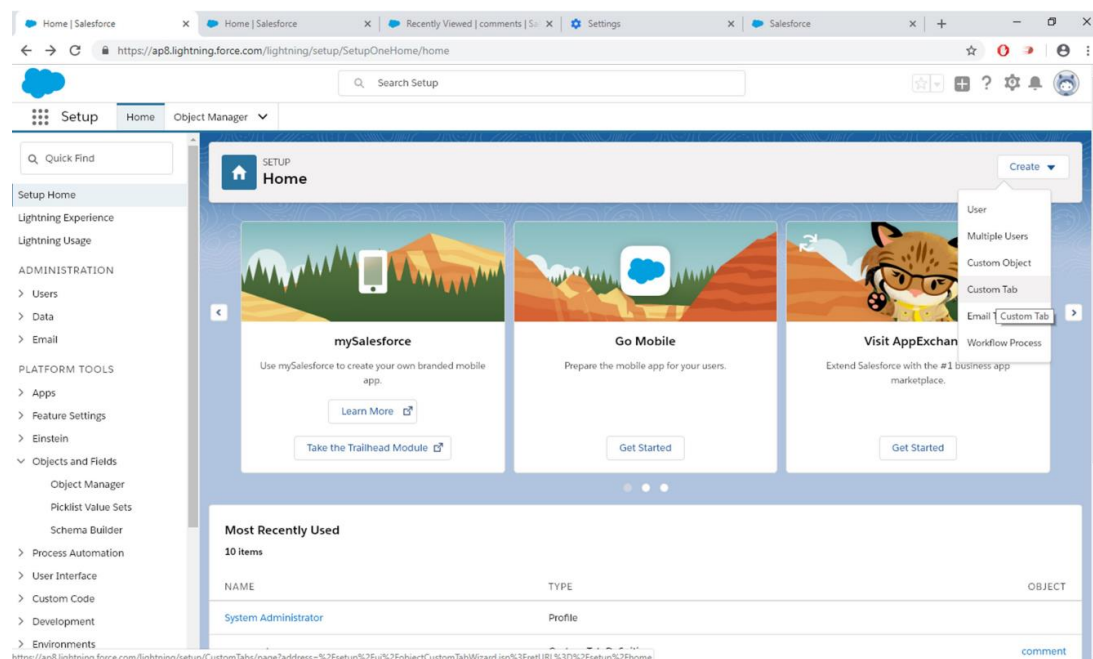 Home | Salesforce
Home | Salesforce
Recently Viewed | comments | Sa
Settings
Salesforce
https://ap8.lightning.force.com/lightning/setup/SetupOneHome/home
Search Setup
Setup
Home
Object Manager
Quick Find
Setup Home
Lightning Experience
Lightning Usage
ADMINISTRATION
Users
Data
Email
PLATFORM TOOLS
Apps
Feature Settings
Einstein
Objects and Fields
Object Manager
Picklist Value Sets
Schema Builder
Process Automation
User Interface
Custom Code
Development
Environments
SETUP
Home
Create
User
Multiple Users
Custom Object
Custom Tab
Email T
Custom Tab
Workflow Process
mySalesforce
Use mySalesforce to create your own branded mobile
app.
Learn More
Take the Trailhead Module
Go Mobile
Prepare the mobile app for your users.
Get Started
Visit AppExchan
Extend Salesforce with the #1 business app
marketplace.
Get Started
Most Recently Used
10 items
NAME TYPE OBJECT
System Administrator Profile
comment